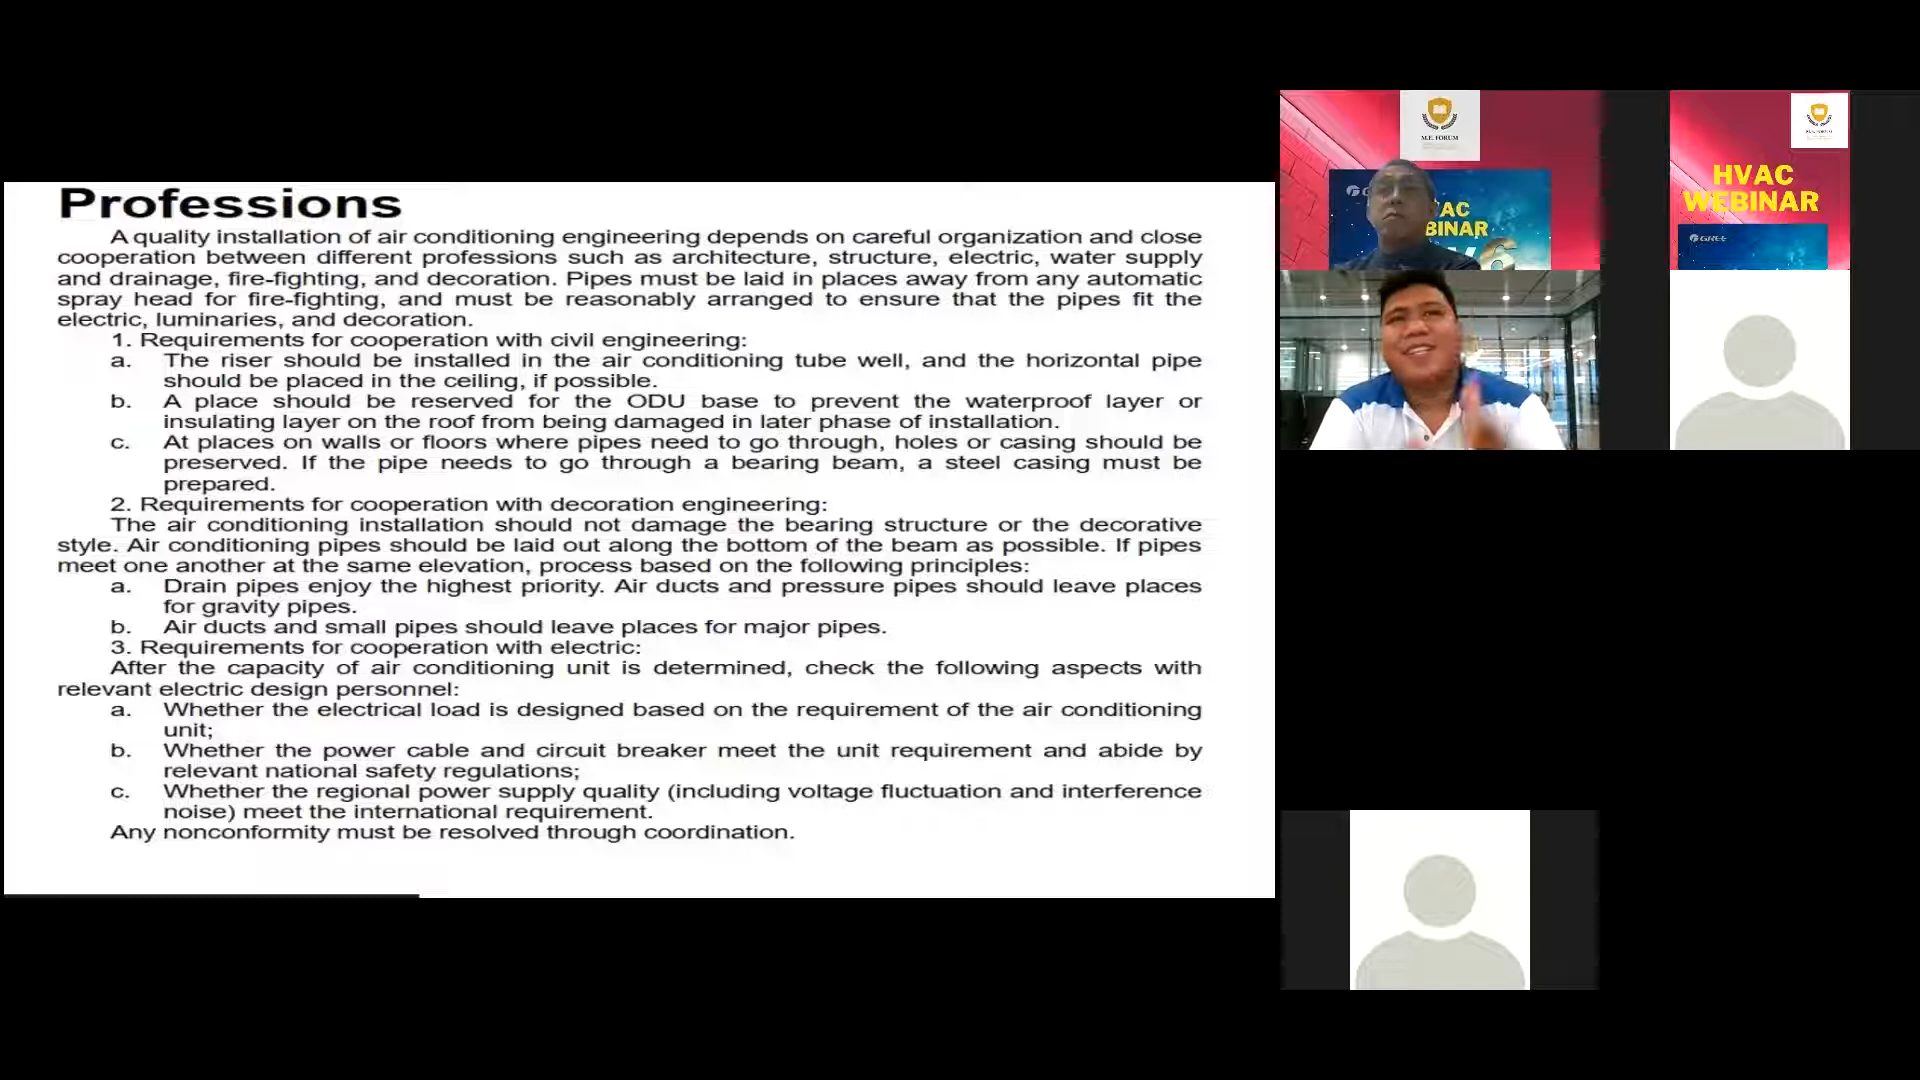 Professions
A quality installation of air conditioning engineering depends on careful organization and close
cooperation between different professions such as architecture, structure, electric, water supply
and drainage, fire-fighting, and decoration. Pipes must be laid in places away from any automatic
spray head for fire-fighting, and must be reasonably arranged to ensure that the pipes fit the
electric, luminaries, and decoration.
1. Requirements for cooperation with civil engineering:
a. The riser should be installed in the air conditioning tube well, and the horizontal pipe
should be placed in the ceiling, if possible.
b. A place should be reserved for the ODU base to prevent the waterproof layer or
insulating layer on the roof from being damaged in later phase of installation.
c. At places on walls or floors where pipes need to go through, holes or casing should be
preserved. If the pipe needs to go through a bearing beam, a steel casing must be
prepared.
2. Requirements for cooperation with decoration engineering:
The air conditioning installation should not damage the bearing structure or the decorative
style. Air conditioning pipes should be laid out along the bottom of the beam as possible. If pipes
meet one another at the same elevation, process based on the following principles:
a. Drain pipes enjoy the highest priority. Air ducts and pressure pipes should leave places
for gravity pipes.
b. Air ducts and small pipes should leave places for major pipes.
3. Requirements for cooperation with electric:
After the capacity of air conditioning unit is determined, check the following aspects with
relevant electric design personnel:
a. Whether the electrical load is designed based on the requirement of the air conditioning
unit;
b. Whether the power cable and circuit breaker meet the unit requirement and abide by
relevant national safety regulations;
c. Whether the regional power supply quality (including voltage fluctuation and interference
noise) meet the international requirement.
Any nonconformity must be resolved through coordination.
M.E. FORUM
G
AC
BINAR
M.E. FORUM
HVAC
WEBINAR
GREE